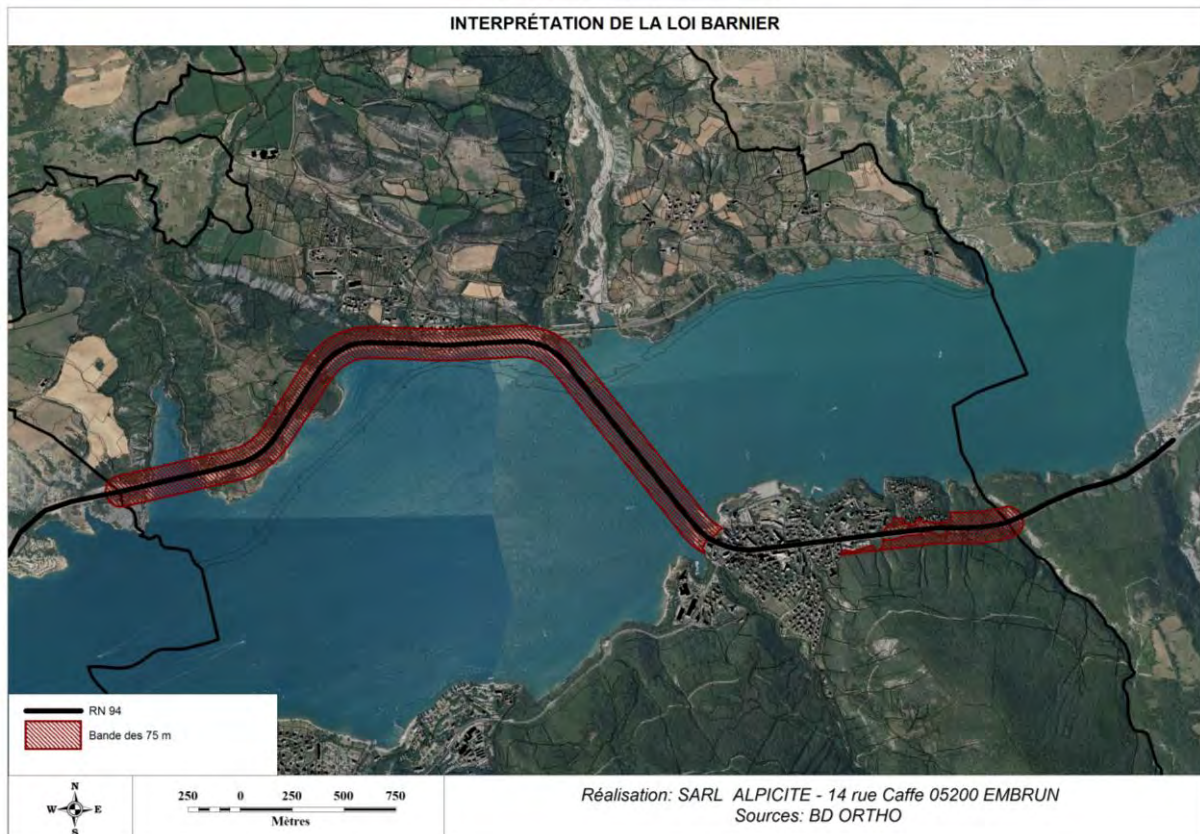 INTERPRÉTATION DE LA LOI BARNIER
RN 94
Bande des 75 m
N
W E
S
250 0 250 500 750
Mètres
Réalisation: SARL ALPICITE - 14 rue Caffe 05200 EMBRUN
Sources: BD ORTHO